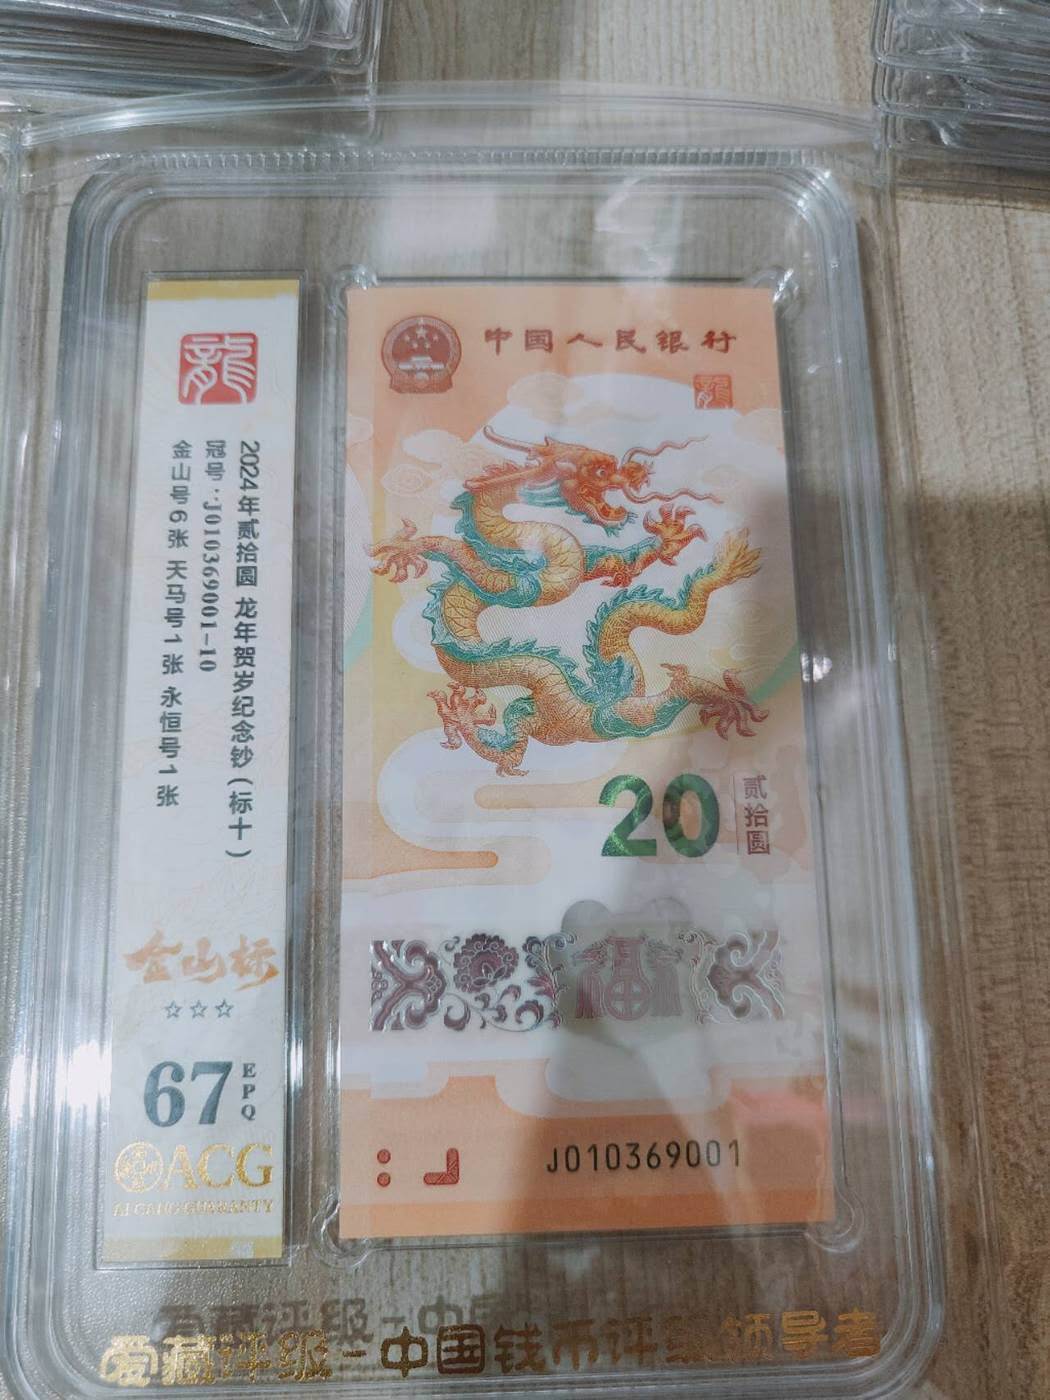 龍
2024年贰拾圆 龙年贺岁纪念钞（标十）
冠号：J010369001-10
金山号6张 天马号1张 永恒号1张
金山标
☆☆☆
67
EPQ
ACG
AI CANG GUARANTY
中国人民银行
龍
20
贰拾圆
福
J010369001
爱藏评级-中国钱币评级领导者